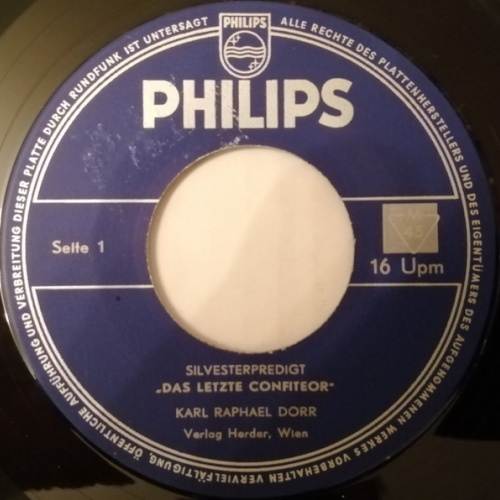 ALLE RECHTE DES PLATTENHERSTELLERS UND DES EIGENTÜMERS DES AUFGENOMMENEN WERKES VORBEHALTEN VERVIELFÄLTIGUNG, ÖFFENTLICHE AUFFÜHRUNG UND VERBREITUNG DIESER PLATTE DURCH RUNDFUNK IST UNTERSAGT
PHILIPS
PHILIPS
Seite 1
M
45
16 Upm
SILVESTERPREDIGT
„DAS LETZTE CONFITEOR"
KARL RAPHAEL DORR
Verlag Herder, Wien